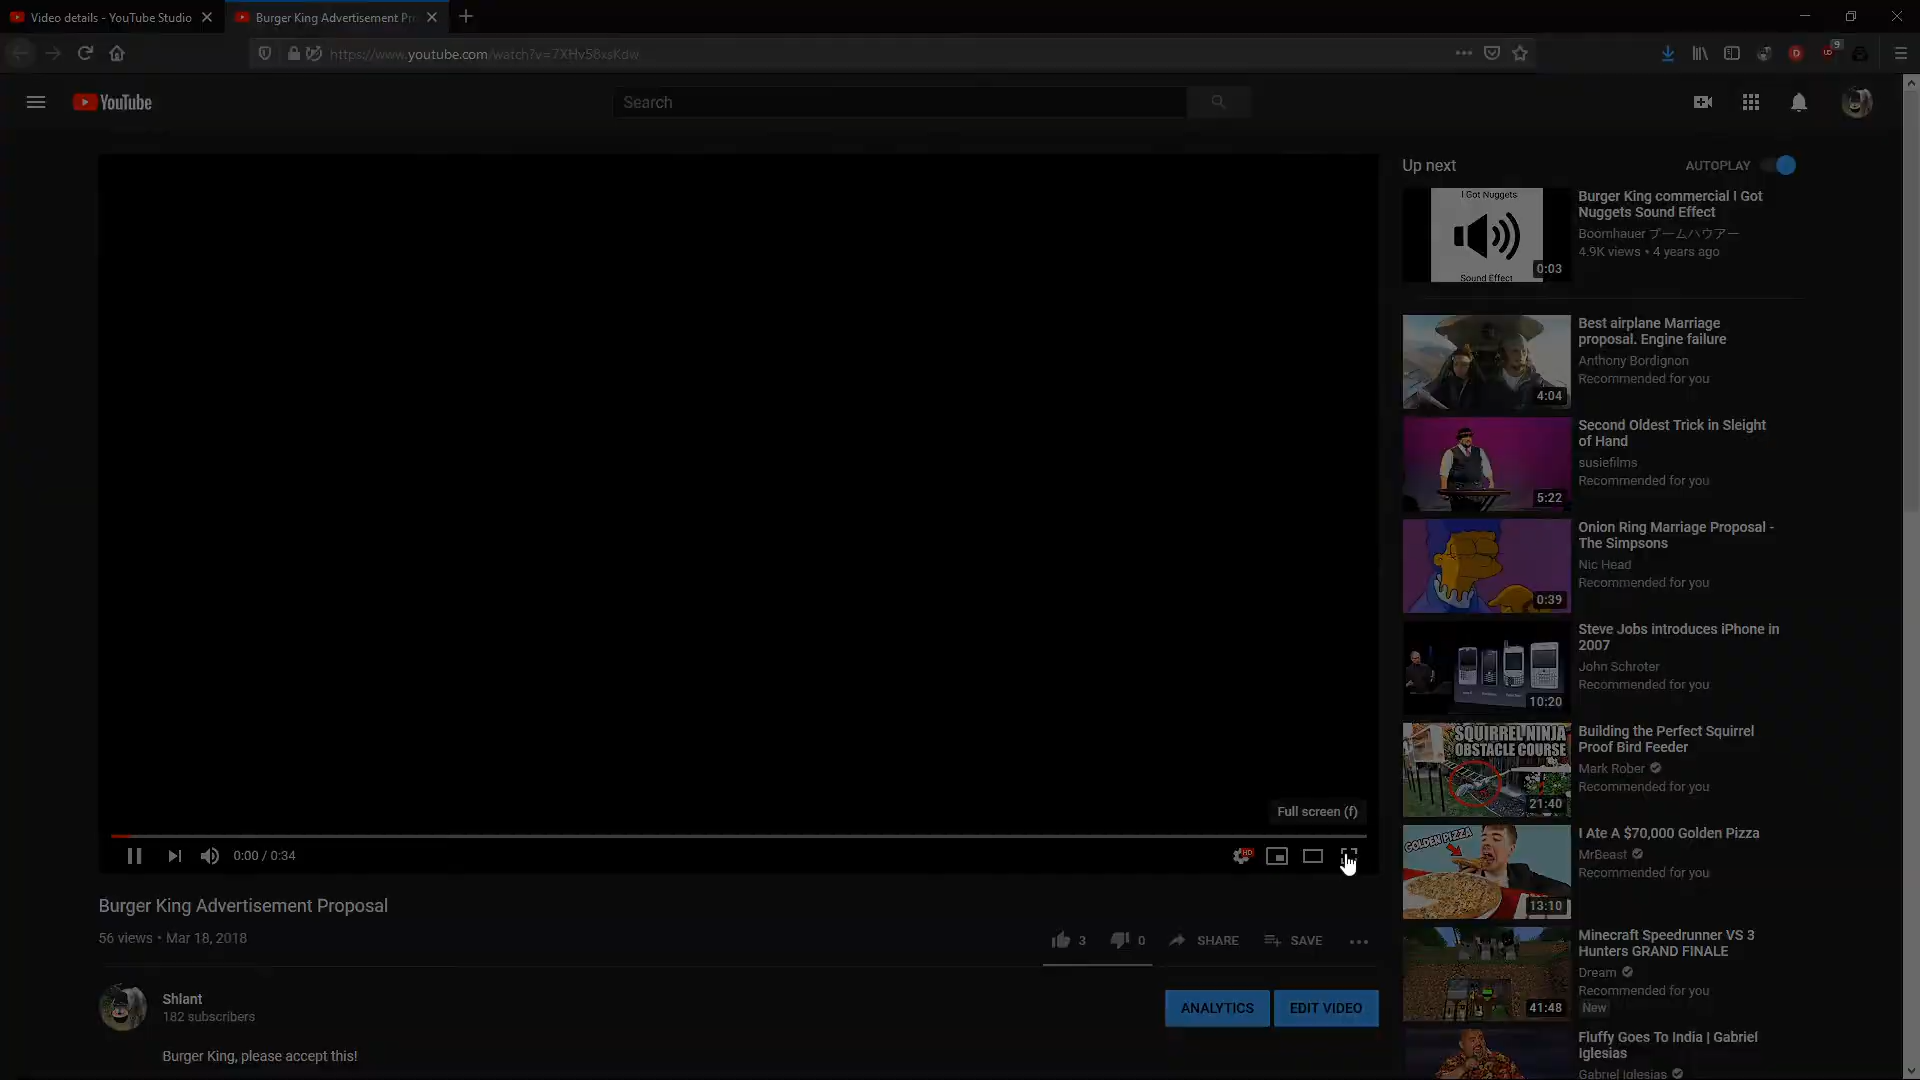 Video details - YouTube Studio
Burger King Advertisement Pro
https://www.youtube.com/watch?v=7XHv58xsKdw
9
YouTube
Search
Up next
AUTOPLAY
I Got Nuggets
Sound Effect
0:03
Burger King commercial I Got
Nuggets Sound Effect
Boomhauer ブームハウアー
4.9K views • 4 years ago
4:04
Best airplane Marriage
proposal. Engine failure
Anthony Bordignon
Recommended for you
5:22
Second Oldest Trick in Sleight
of Hand
susiefilms
Recommended for you
0:39
Onion Ring Marriage Proposal -
The Simpsons
Nic Head
Recommended for you
10:20
Steve Jobs introduces iPhone in
2007
John Schroter
Recommended for you
SQUIRREL NINJA
OBSTACLE COURSE
21:40
Building the Perfect Squirrel
Proof Bird Feeder
Mark Rober
Recommended for you
GOLDEN PIZZA
13:10
I Ate A $70,000 Golden Pizza
MrBeast
Recommended for you
41:48
Minecraft Speedrunner VS 3
Hunters GRAND FINALE
Dream
Recommended for you
New
Fluffy Goes To India | Gabriel
Iglesias
Gabriel Iglesias
Full screen (f)
0:00 / 0:34
HD
Burger King Advertisement Proposal
56 views • Mar 18, 2018
3
0
SHARE
SAVE
Shlant
182 subscribers
ANALYTICS
EDIT VIDEO
Burger King, please accept this!